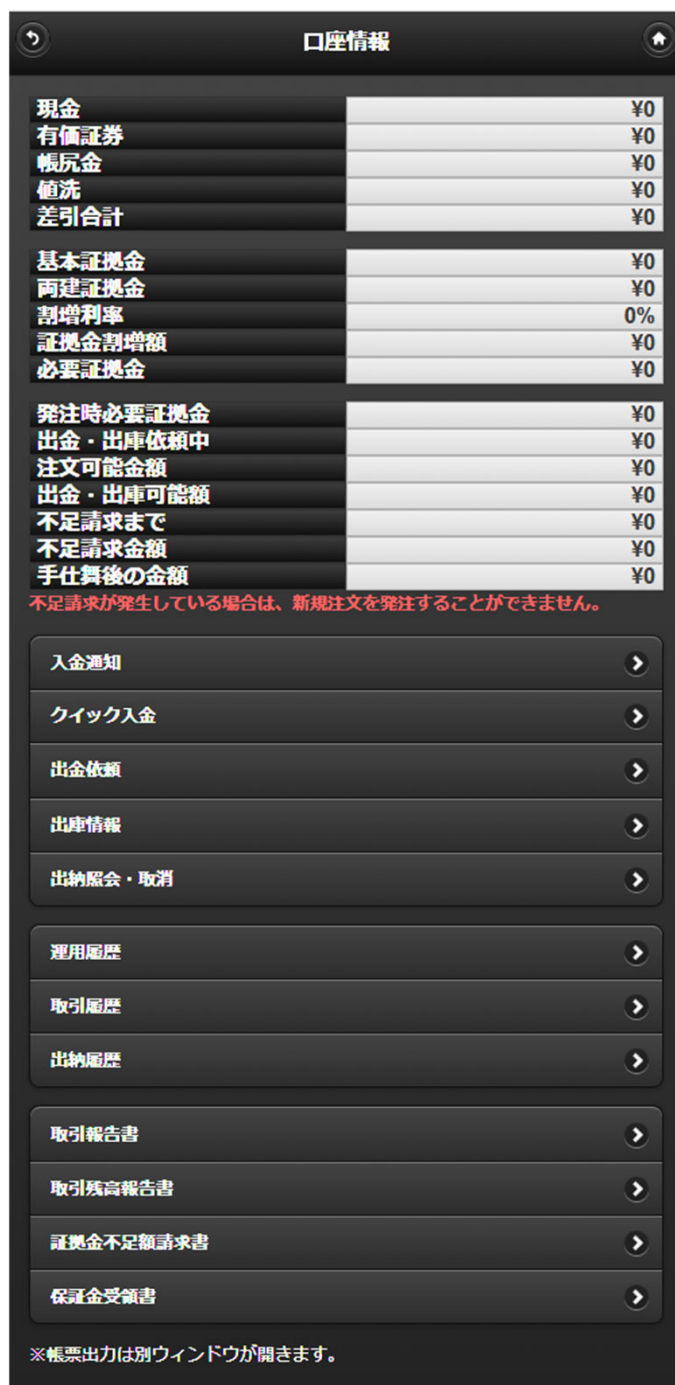 口座情報
現金 ¥0
有価証券 ¥0
帳尻金 ¥0
値洗 ¥0
差引合計 ¥0
基本証拠金 ¥0
両建証拠金 ¥0
割増利率 0%
証拠金割増額 ¥0
必要証拠金 ¥0
発注時必要証拠金 ¥0
出金・出庫依頼中 ¥0
注文可能金額 ¥0
出金・出庫可能額 ¥0
不足請求まで ¥0
不足請求金額 ¥0
手仕舞後の金額 ¥0
不足請求が発生している場合は、新規注文を発注することができません。
入金通知
クイック入金
出金依頼
出庫情報
出納照会・取消
運用履歴
取引履歴
出納履歴
取引報告書
取引残高報告書
証拠金不足額請求書
保証金受領書
※帳票出力は別ウィンドウが開きます。